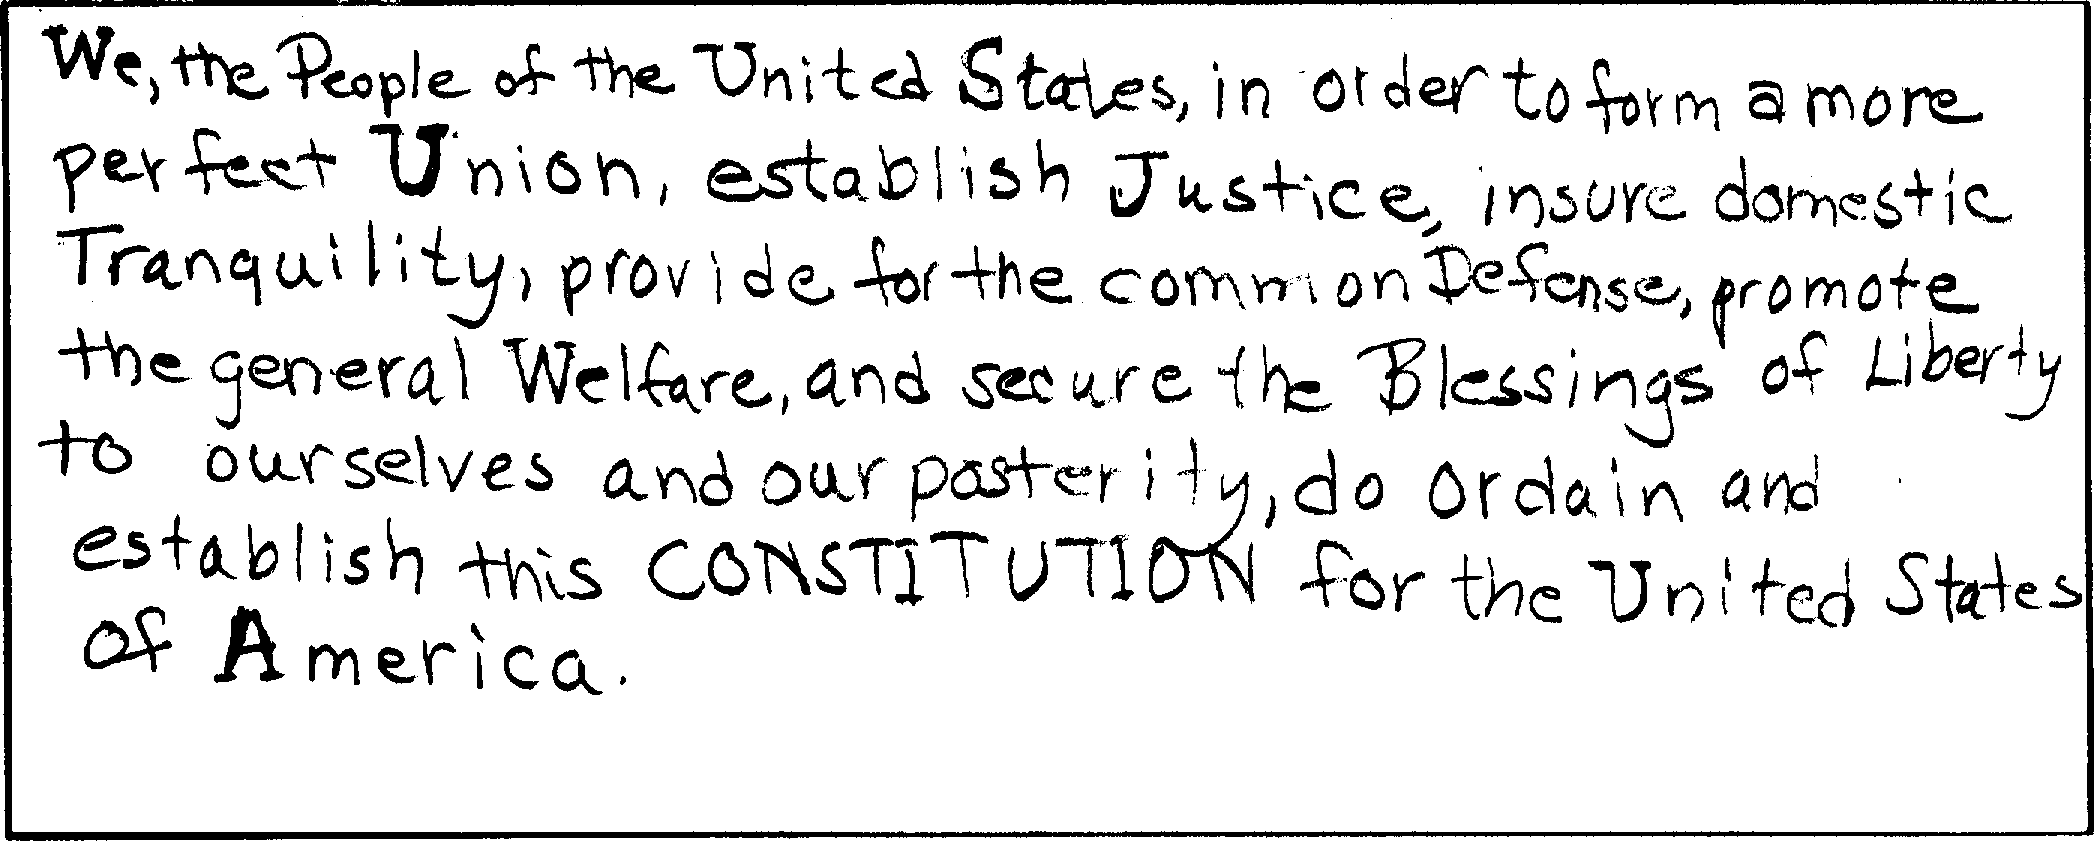 We, the People of the United States, in order to form a more
perfect Union, establish Justice, insure domestic
Tranquility, provide for the common Defense, promote
the general Welfare, and secure the Blessings of Liberty
to ourselves and our posterity, do ordain and
establish this CONSTITUTION for the United States
of America.